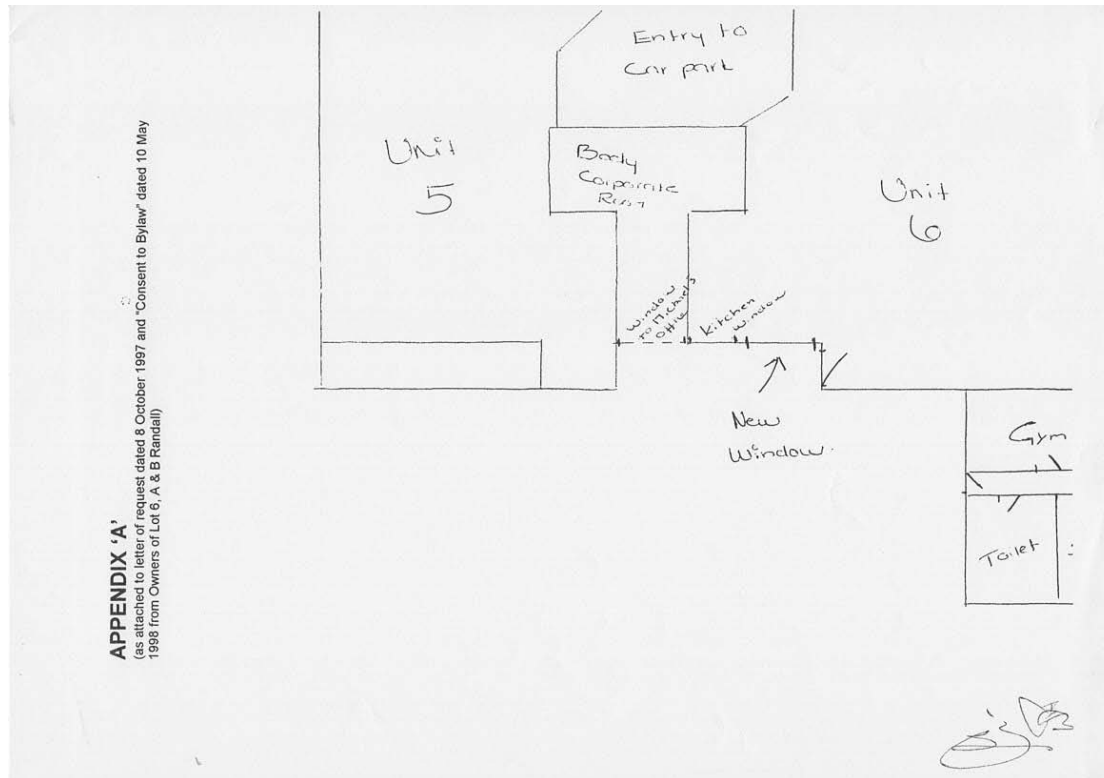 APPENDIX 'A'
(as attached to letter of request dated 8 October 1997 and "Consent to Bylaw" dated 10 May
1998 from Owners of Lot 6, A & B Randall)
Entry to
Car park
Unit
5
Body
Corporate
Unit
6
Window
to
Office
Kitchen
Window
New
Window
Gym
Toilet